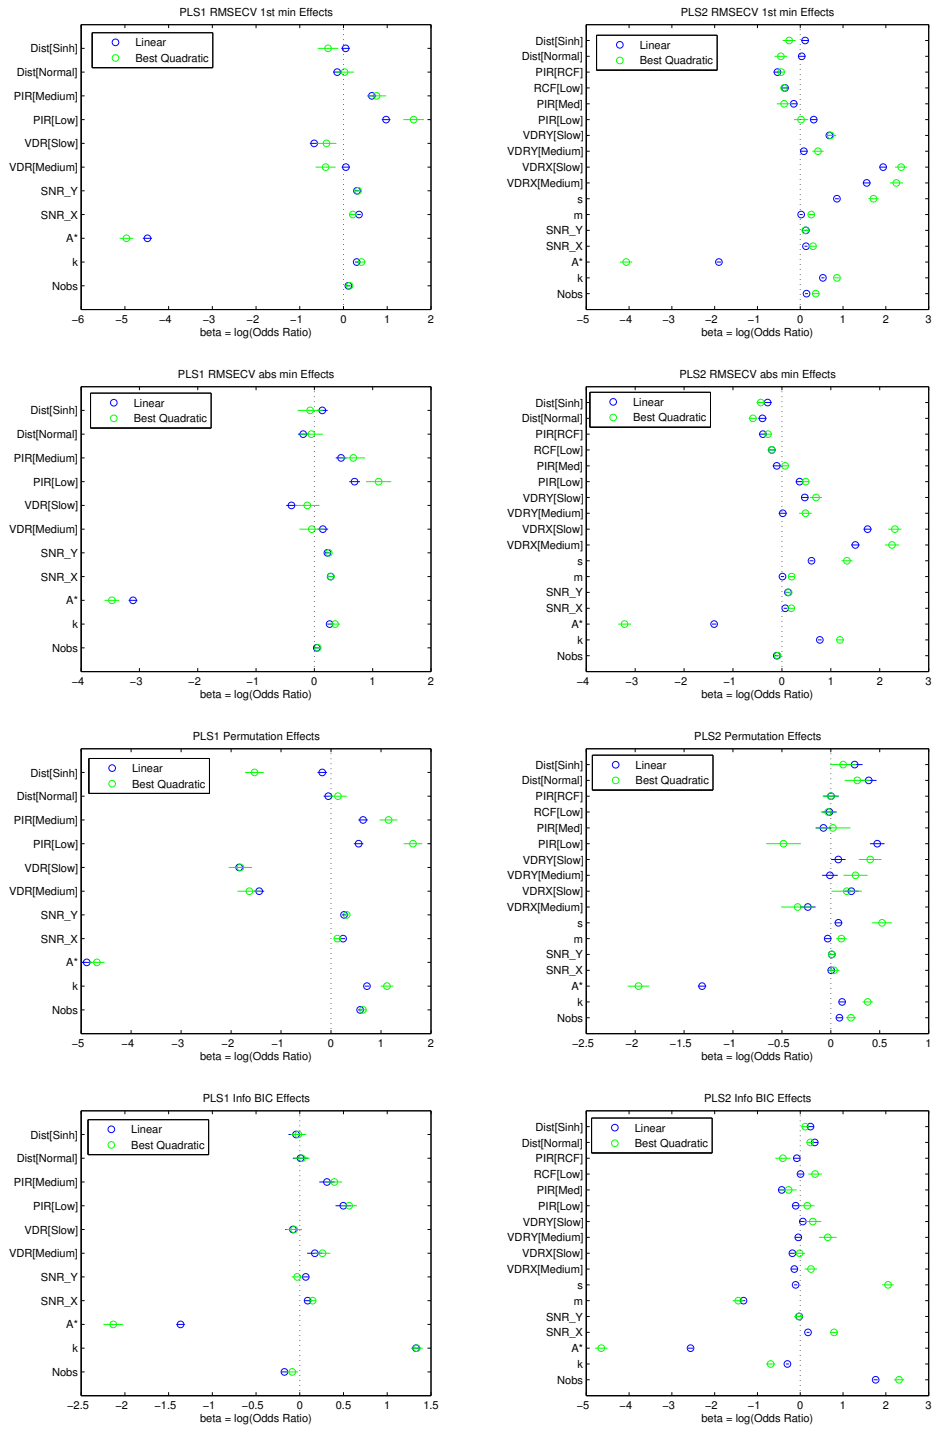 PLS1 RMSECV 1st min Effects
Linear
Best Quadratic
Dist[Sinh]
Dist[Normal]
PIR[Medium]
PIR[Low]
VDR[Slow]
VDR[Medium]
SNR_Y
SNR_X
A*
k
Nobs
−6 −5 −4 −3 −2 −1 0 1 2
beta = log(Odds Ratio)
PLS2 RMSECV 1st min Effects
Linear
Best Quadratic
Dist[Sinh]
Dist[Normal]
PIR[RCF]
RCF[Low]
PIR[Med]
PIR[Low]
VDRY[Slow]
VDRY[Medium]
VDRX[Slow]
VDRX[Medium]
s
m
SNR_Y
SNR_X
A*
k
Nobs
−5 −4 −3 −2 −1 0 1 2 3
beta = log(Odds Ratio)
PLS1 RMSECV abs min Effects
Linear
Best Quadratic
Dist[Sinh]
Dist[Normal]
PIR[Medium]
PIR[Low]
VDR[Slow]
VDR[Medium]
SNR_Y
SNR_X
A*
k
Nobs
−4 −3 −2 −1 0 1 2
beta = log(Odds Ratio)
PLS2 RMSECV abs min Effects
Linear
Best Quadratic
Dist[Sinh]
Dist[Normal]
PIR[RCF]
RCF[Low]
PIR[Med]
PIR[Low]
VDRY[Slow]
VDRY[Medium]
VDRX[Slow]
VDRX[Medium]
s
m
SNR_Y
SNR_X
A*
k
Nobs
−4 −3 −2 −1 0 1 2 3
beta = log(Odds Ratio)
PLS1 Permutation Effects
Linear
Best Quadratic
Dist[Sinh]
Dist[Normal]
PIR[Medium]
PIR[Low]
VDR[Slow]
VDR[Medium]
SNR_Y
SNR_X
A*
k
Nobs
−5 −4 −3 −2 −1 0 1 2
beta = log(Odds Ratio)
PLS2 Permutation Effects
Linear
Best Quadratic
Dist[Sinh]
Dist[Normal]
PIR[RCF]
RCF[Low]
PIR[Med]
PIR[Low]
VDRY[Slow]
VDRY[Medium]
VDRX[Slow]
VDRX[Medium]
s
m
SNR_Y
SNR_X
A*
k
Nobs
−2.5 −2 −1.5 −1 −0.5 0 0.5 1
beta = log(Odds Ratio)
PLS1 Info BIC Effects
Linear
Best Quadratic
Dist[Sinh]
Dist[Normal]
PIR[Medium]
PIR[Low]
VDR[Slow]
VDR[Medium]
SNR_Y
SNR_X
A*
k
Nobs
−2.5 −2 −1.5 −1 −0.5 0 0.5 1 1.5
beta = log(Odds Ratio)
PLS2 Info BIC Effects
Linear
Best Quadratic
Dist[Sinh]
Dist[Normal]
PIR[RCF]
RCF[Low]
PIR[Med]
PIR[Low]
VDRY[Slow]
VDRY[Medium]
VDRX[Slow]
VDRX[Medium]
s
m
SNR_Y
SNR_X
A*
k
Nobs
−5 −4 −3 −2 −1 0 1 2 3
beta = log(Odds Ratio)